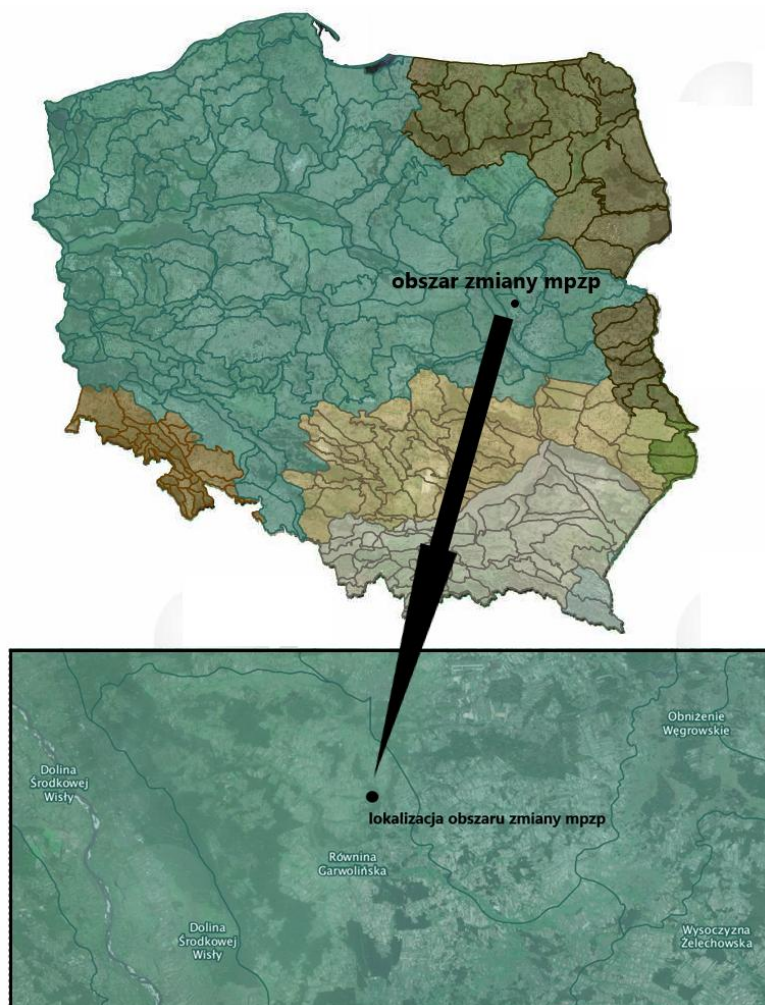 obszar zmiany mpzp
Obniżenie
Węgrowskie
Dolina
Środkowej
Wisły
lokalizacja obszaru zmiany mpzp
Równina
Garwolińska
Dolina
Środkowej
Wisły
Wysoczyzna
Żelechowska